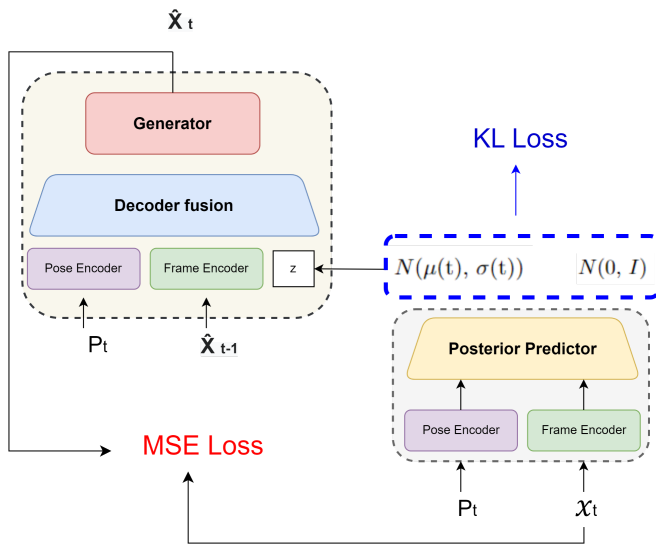 X̂ t
Generator
Decoder fusion
Pose Encoder
Frame Encoder
z
Pt
X̂ t-1
KL Loss
N(μ(t), σ(t))
N(0, I)
Posterior Predictor
Pose Encoder
Frame Encoder
Pt
𝒳t
MSE Loss